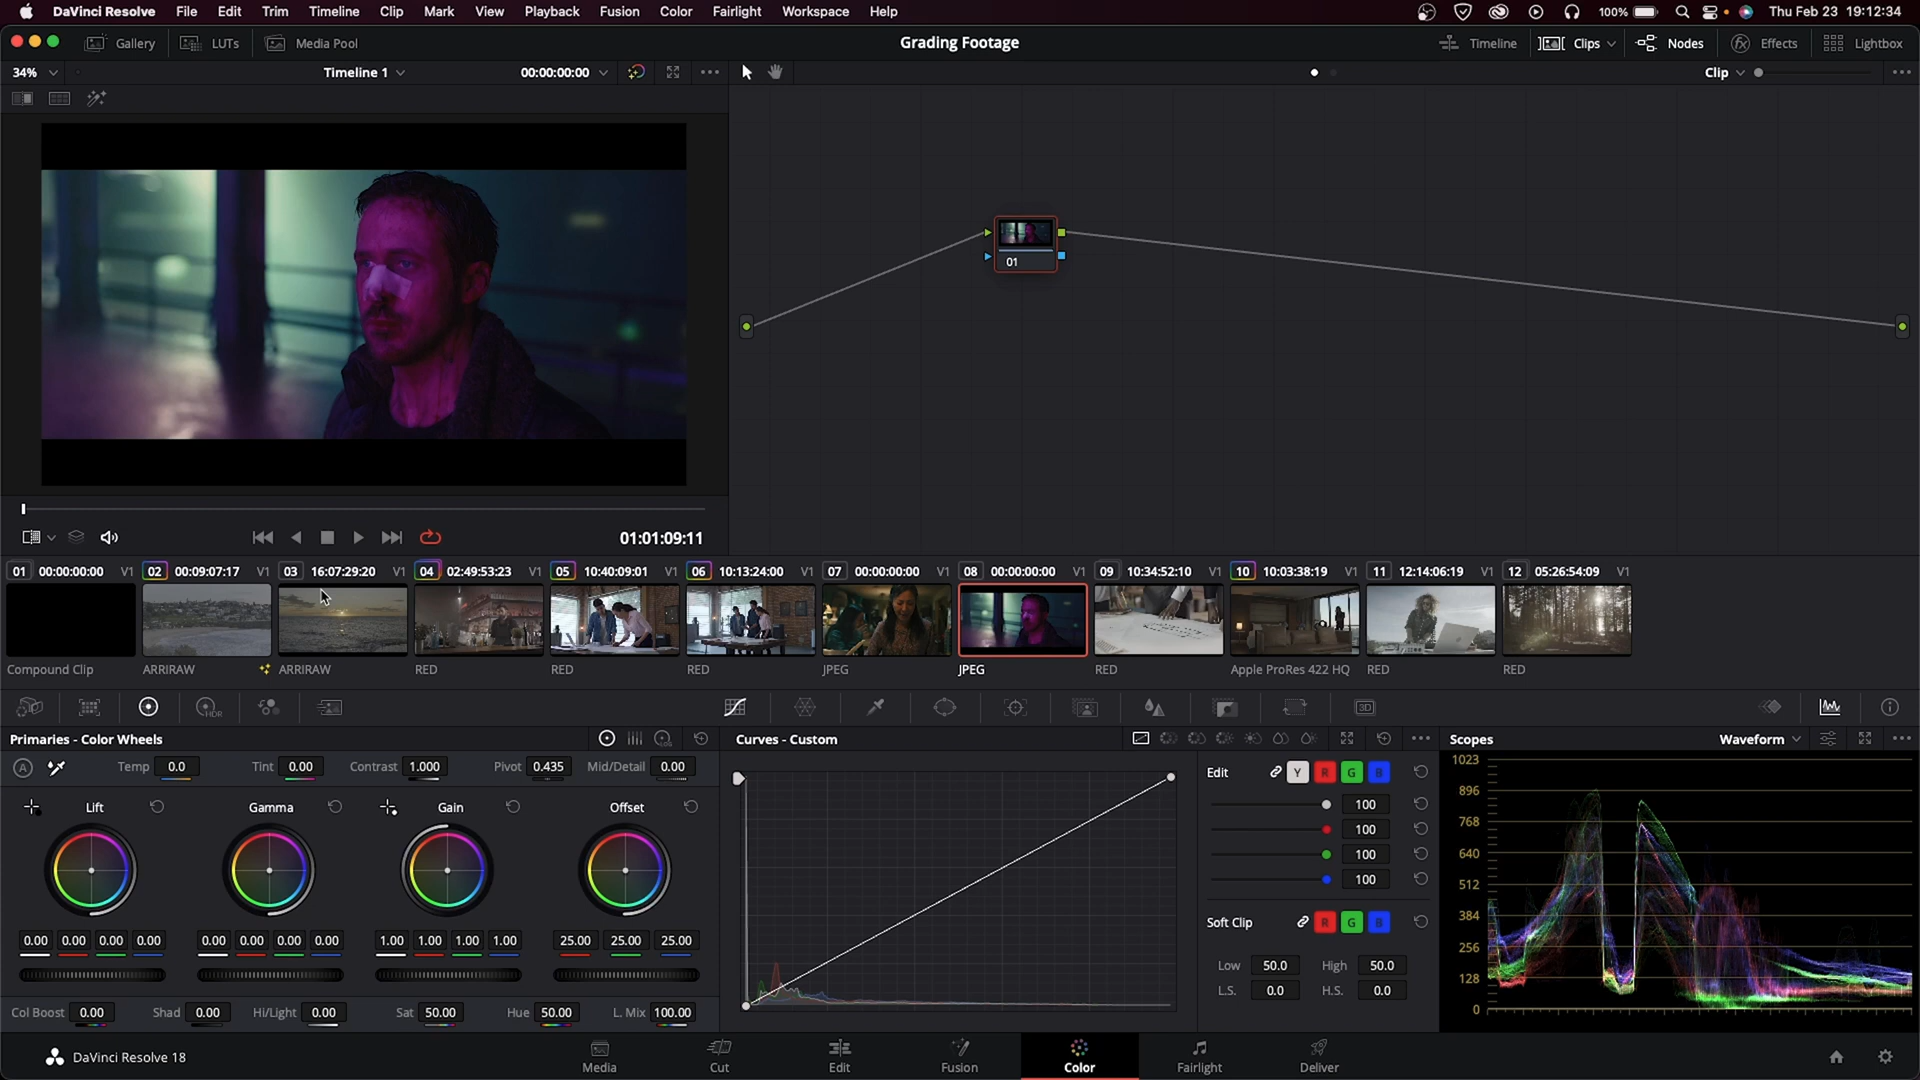 DaVinci Resolve File Edit Trim Timeline Clip Mark View Playback Fusion Color Fairlight Workspace Help 100% Thu Feb 23 19:12:34
Gallery LUTs Media Pool Grading Footage Timeline Clips Nodes Effects Lightbox
34% Timeline 1 00:00:00:00 Clip
01
01:01:09:11
01 00:00:00:00 V1 02 00:09:07:17 V1 03 16:07:29:20 V1 04 02:49:53:23 V1 05 10:40:09:01 V1 06 10:13:24:00 V1 07 00:00:00:00 V1 08 00:00:00:00 V1 09 10:34:52:10 V1 10 10:03:38:19 V1 11 12:14:06:19 V1 12 05:26:54:09 V1
Compound Clip ARRIRAW ARRIRAW RED RED RED JPEG JPEG RED Apple ProRes 422 HQ RED RED
HDR 3D
Primaries - Color Wheels Curves - Custom Scopes Waveform
A Temp 0.0 Tint 0.00 Contrast 1.000 Pivot 0.435 Mid/Detail 0.00
Edit Y R G B
Lift Gamma Gain Offset
100
100
100
100
Soft Clip R G B
0.00 0.00 0.00 0.00 0.00 0.00 0.00 0.00 1.00 1.00 1.00 1.00 25.00 25.00 25.00
Low 50.0 High 50.0
L.S. 0.0 H.S. 0.0
Col Boost 0.00 Shad 0.00 Hi/Light 0.00 Sat 50.00 Hue 50.00 L. Mix 100.00
1023
896
768
640
512
384
256
128
0
DaVinci Resolve 18 Media Cut Edit Fusion Color Fairlight Deliver